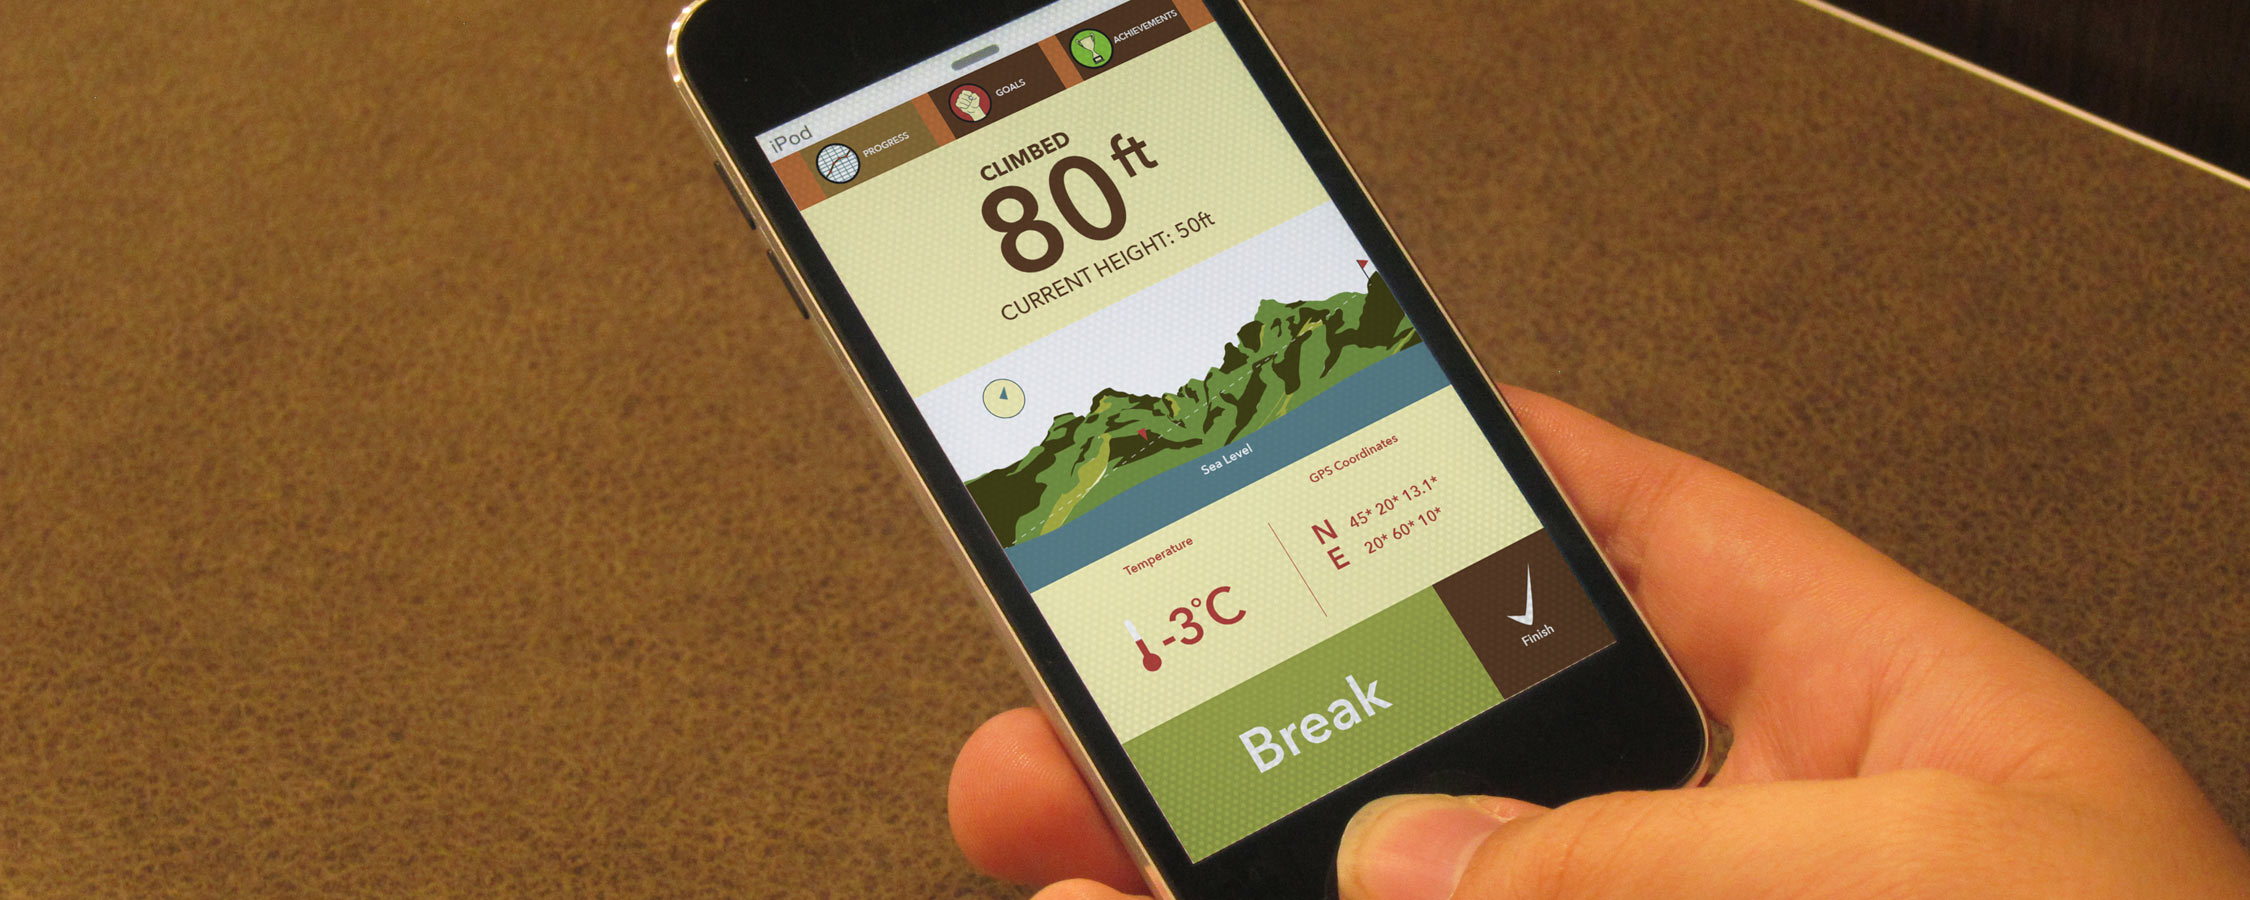 iPod
PROGRESS
GOALS
ACHIEVEMENTS
CLIMBED
80ft
CURRENT HEIGHT: 50ft
Sea Level
Temperature
-3°C
GPS Coordinates
N 45* 20* 13.1*
E 20* 60* 10*
Break
Finish